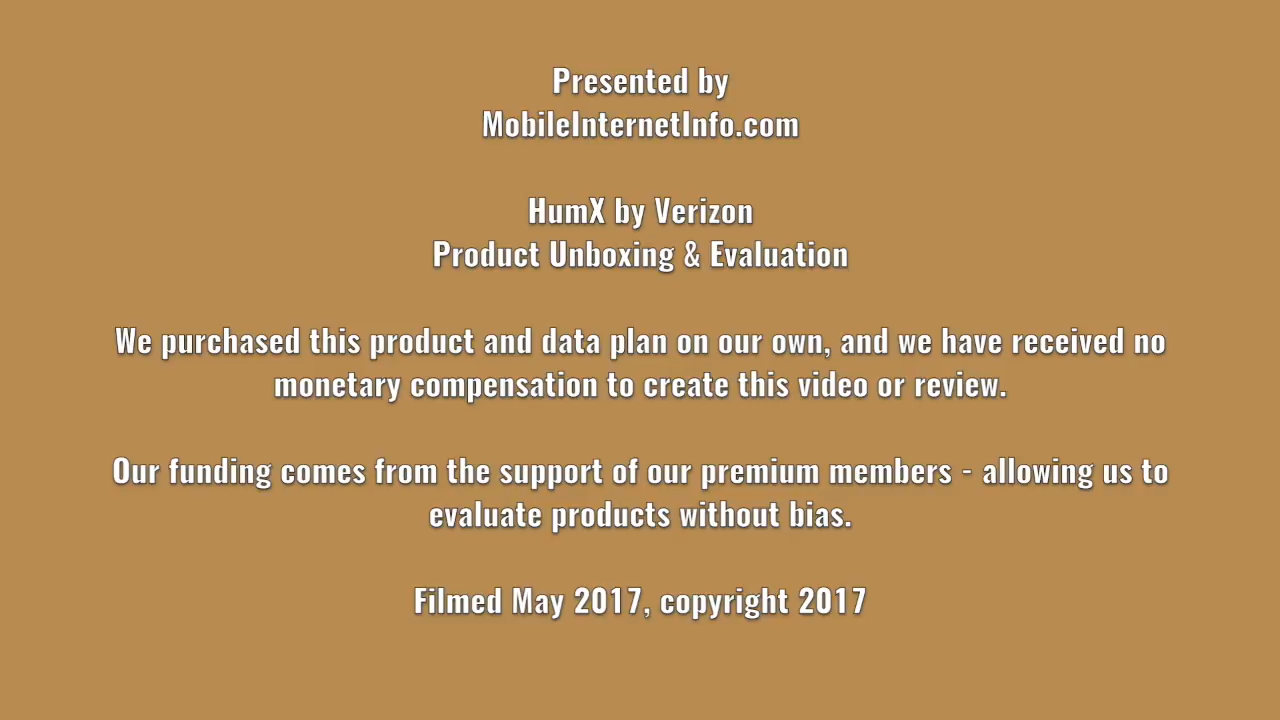 Presented by
MobileInternetInfo.com
HumX by Verizon
Product Unboxing & Evaluation
We purchased this product and data plan on our own, and we have received no
monetary compensation to create this video or review.
Our funding comes from the support of our premium members - allowing us to
evaluate products without bias.
Filmed May 2017, copyright 2017